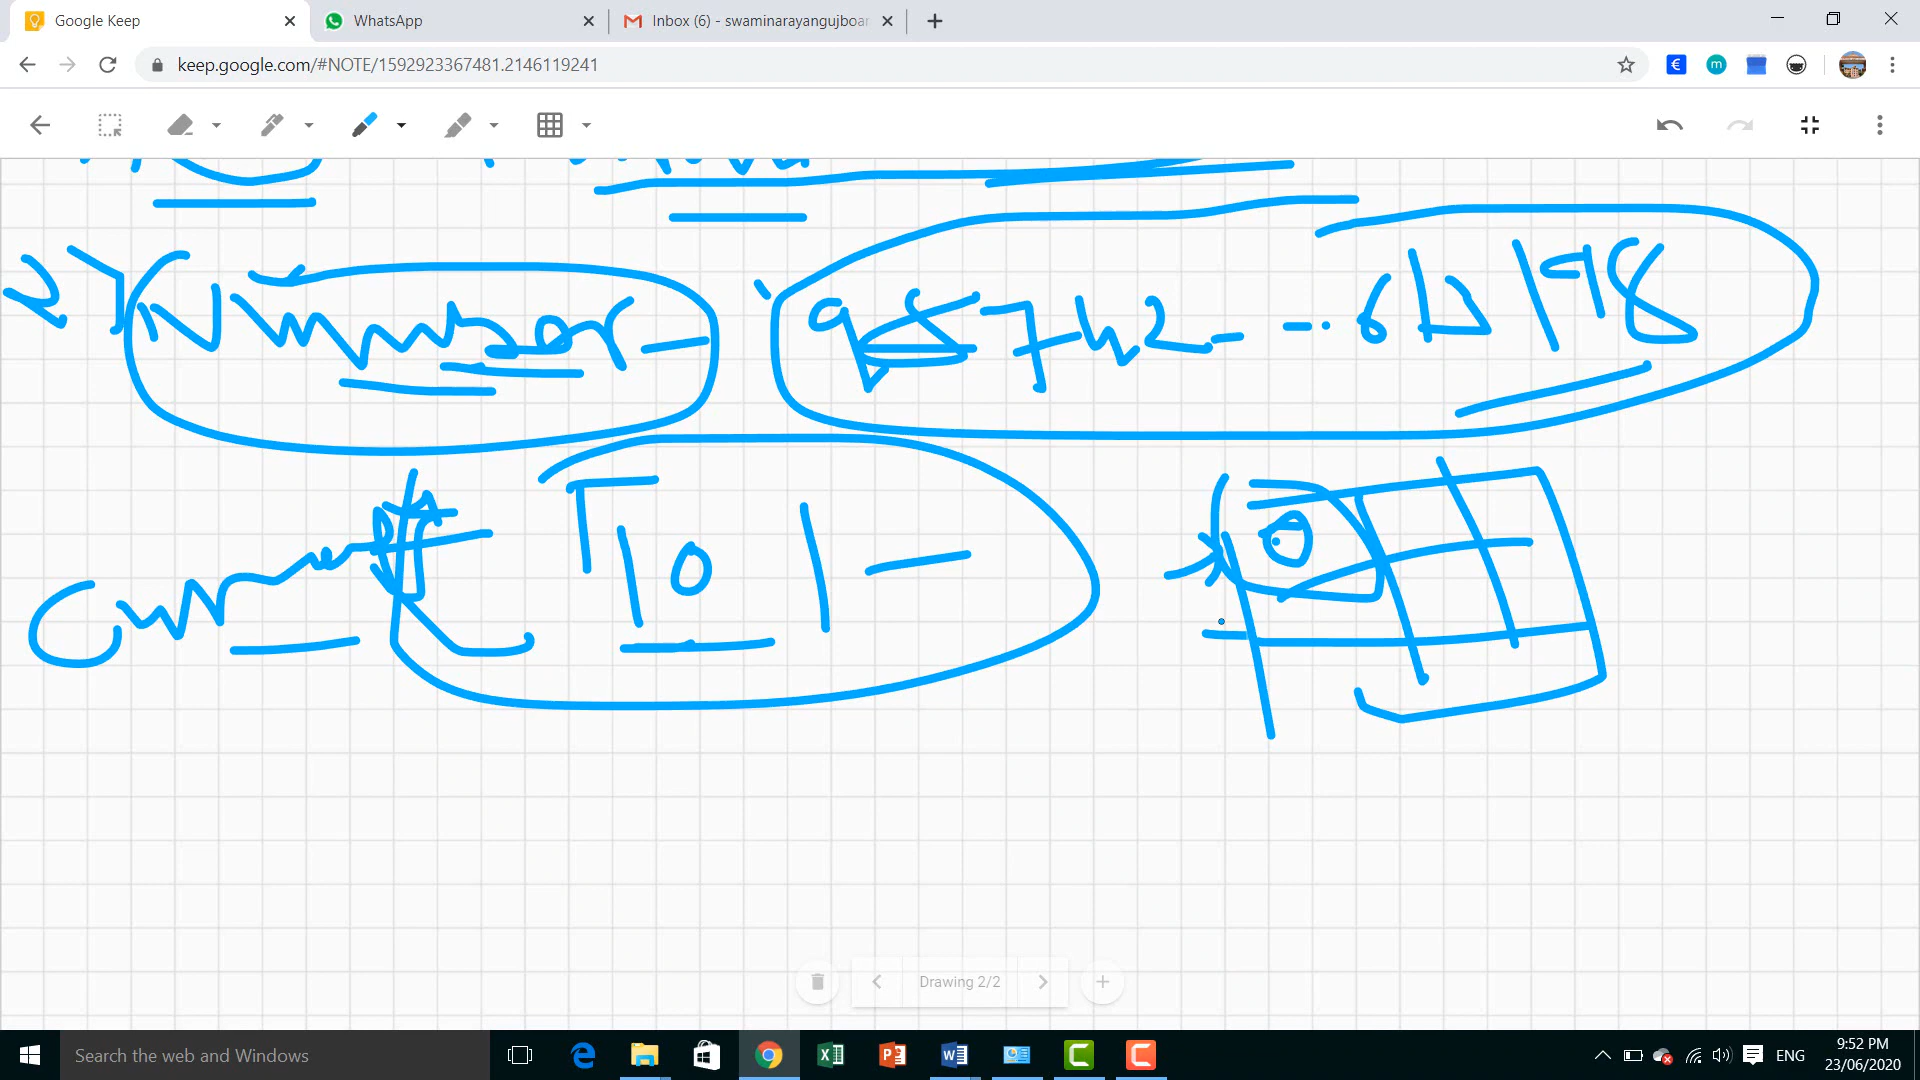 Google Keep
WhatsApp
Inbox (6) - swaminarayangujboar
keep.google.com/#NOTE/1592923367481.2146119241
Number -
Current
10
Drawing 2/2
Search the web and Windows
ENG
9:52 PM
23/06/2020